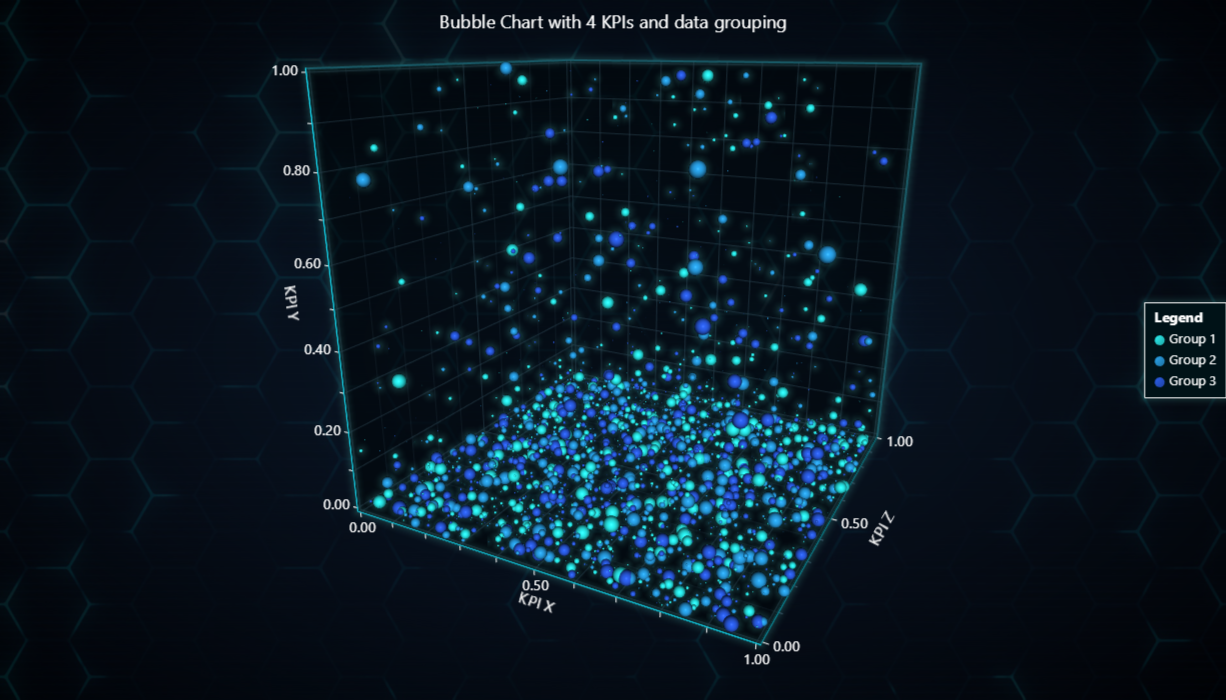 Bubble Chart with 4 KPIs and data grouping
1.00
0.80
0.60
0.40
0.20
0.00
KPI Y
0.00
0.50
1.00
KPI X
0.00
0.50
1.00
KPI Z
Legend
Group 1
Group 2
Group 3